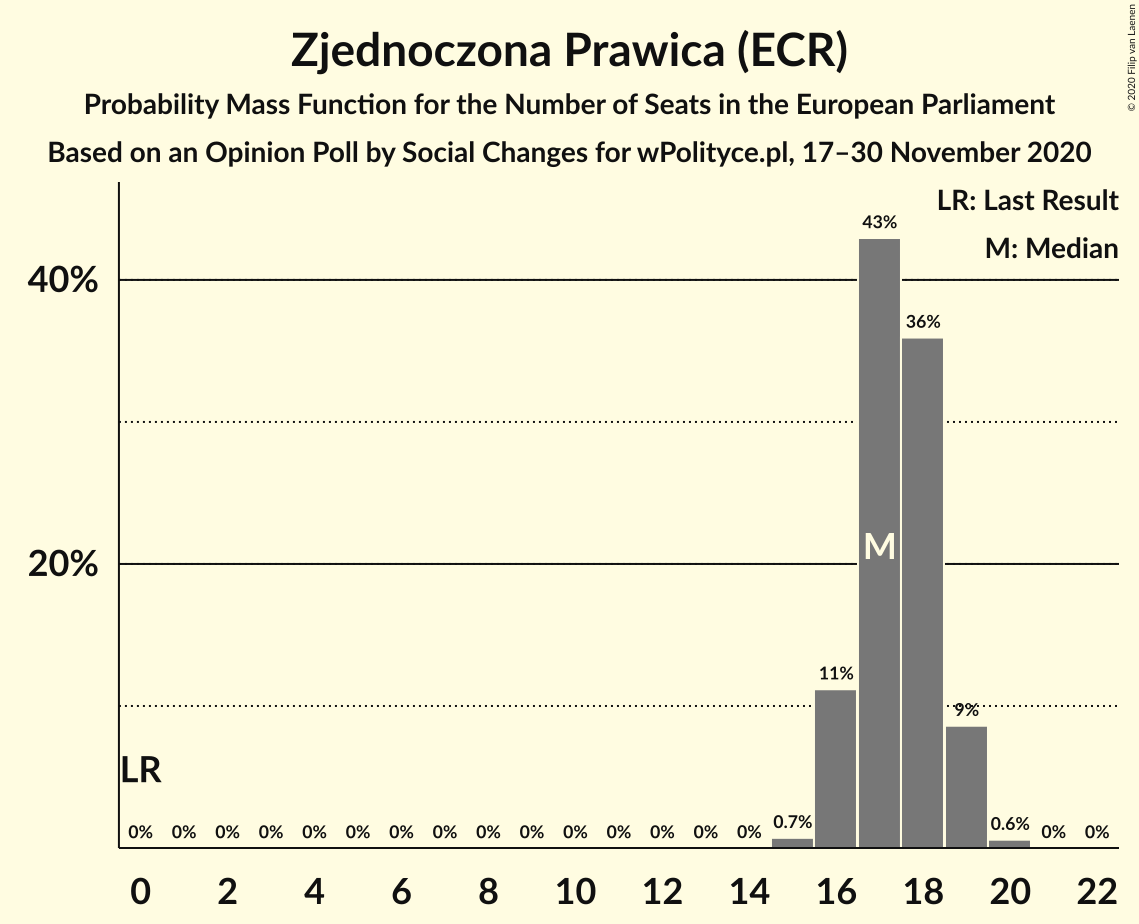 Zjednoczona Prawica (ECR)
Probability Mass Function for the Number of Seats in the European Parliament
Based on an Opinion Poll by Social Changes for wPolityce.pl, 17–30 November 2020
© 2020 Filip van Laenen
LR: Last Result
M: Median
43%
40%
36%
M
20%
11%
9%
LR
0% 0% 0% 0% 0% 0% 0% 0% 0% 0% 0% 0% 0% 0% 0% 0.7% 0.6% 0% 0%
0 2 4 6 8 10 12 14 16 18 20 22